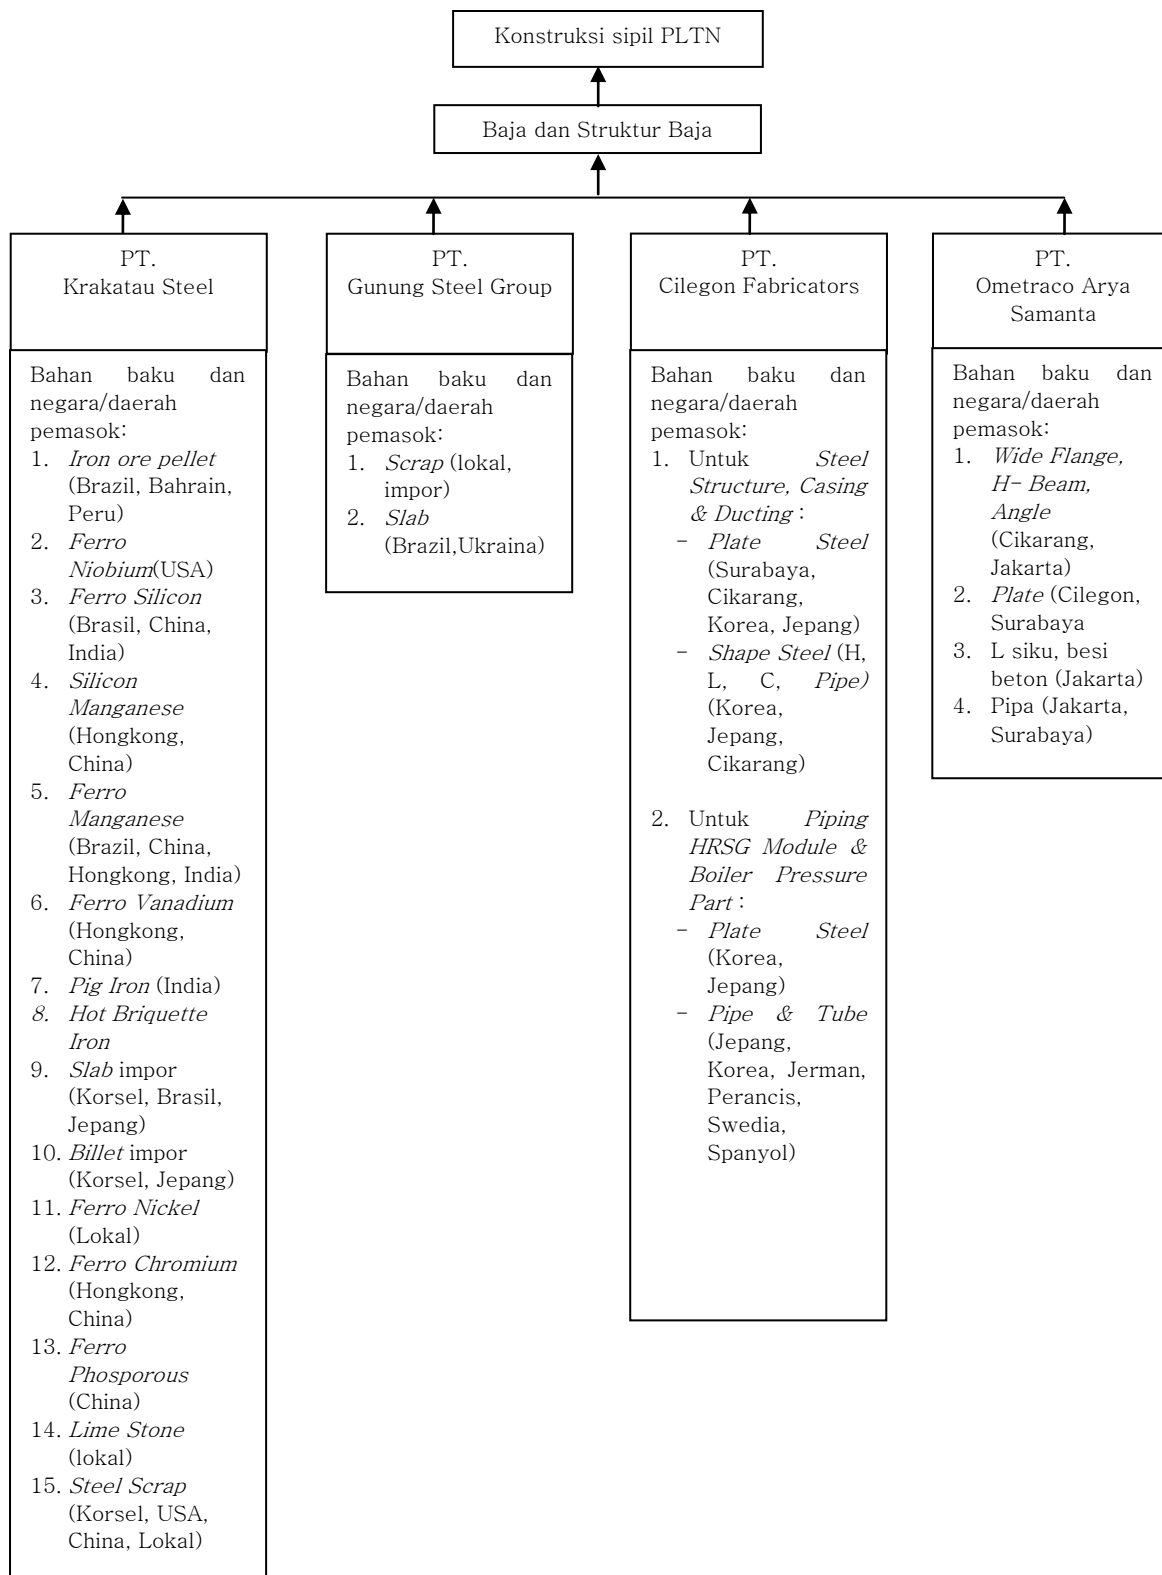 Konstruksi sipil PLTN
Baja dan Struktur Baja
PT.
Krakatau Steel
Bahan baku dan
negara/daerah
pemasok:
1. Iron ore pellet
(Brazil, Bahrain,
Peru)
2. Ferro
Niobium(USA)
3. Ferro Silicon
(Brasil, China,
India)
4. Silicon
Manganese
(Hongkong,
China)
5. Ferro
Manganese
(Brazil, China,
Hongkong, India)
6. Ferro Vanadium
(Hongkong,
China)
7. Pig Iron (India)
8. Hot Briquette
Iron
9. Slab impor
(Korsel, Brasil,
Jepang)
10. Billet impor
(Korsel, Jepang)
11. Ferro Nickel
(Lokal)
12. Ferro Chromium
(Hongkong,
China)
13. Ferro
Phosporous
(China)
14. Lime Stone
(lokal)
15. Steel Scrap
(Korsel, USA,
China, Lokal)
PT.
Gunung Steel Group
Bahan baku dan
negara/daerah
pemasok:
1. Scrap (lokal,
impor)
2. Slab
(Brazil,Ukraina)
PT.
Cilegon Fabricators
Bahan baku dan
negara/daerah
pemasok:
1. Untuk Steel
Structure, Casing
& Ducting :
- Plate Steel
(Surabaya,
Cikarang,
Korea, Jepang)
- Shape Steel (H,
L, C, Pipe)
(Korea,
Jepang,
Cikarang)
2. Untuk Piping
HRSG Module &
Boiler Pressure
Part :
- Plate Steel
(Korea,
Jepang)
- Pipe & Tube
(Jepang,
Korea, Jerman,
Perancis,
Swedia,
Spanyol)
PT.
Ometraco Arya
Samanta
Bahan baku dan
negara/daerah
pemasok:
1. Wide Flange,
H- Beam,
Angle
(Cikarang,
Jakarta)
2. Plate (Cilegon,
Surabaya
3. L siku, besi
beton (Jakarta)
4. Pipa (Jakarta,
Surabaya)